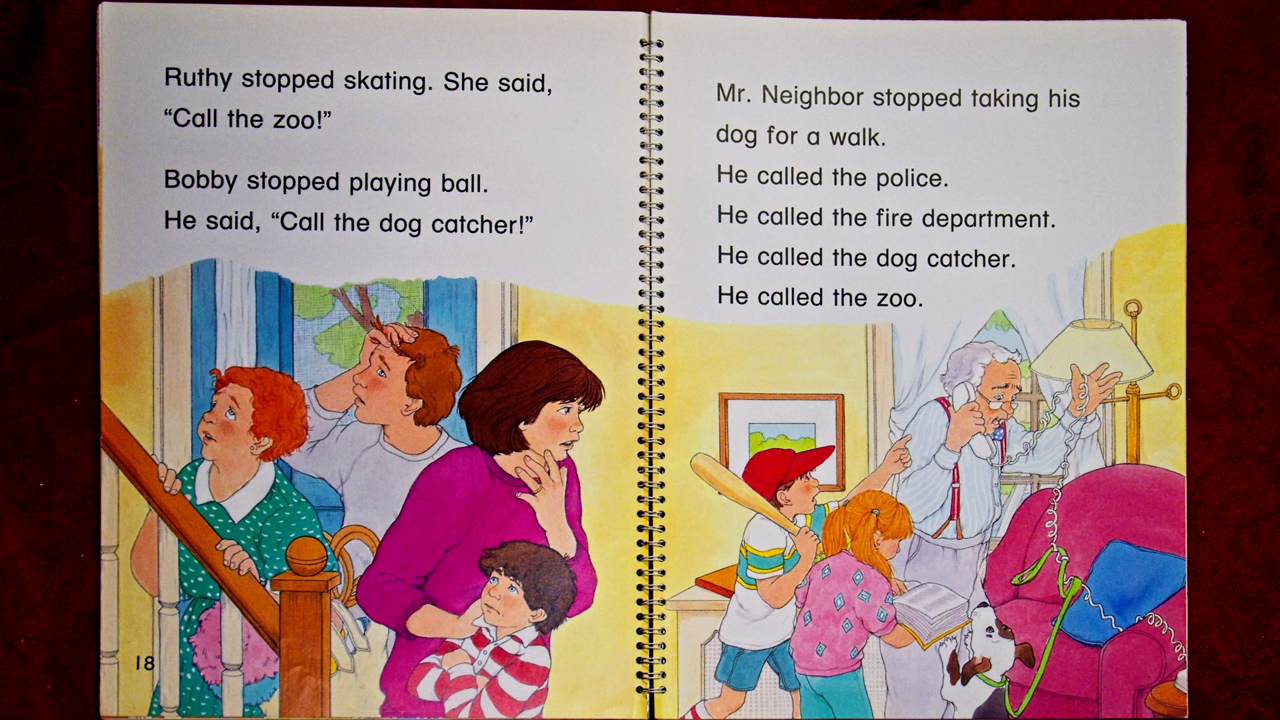 Ruthy stopped skating. She said,
“Call the zoo!”
Bobby stopped playing ball.
He said, “Call the dog catcher!”
18
Mr. Neighbor stopped taking his
dog for a walk.
He called the police.
He called the fire department.
He called the dog catcher.
He called the zoo.